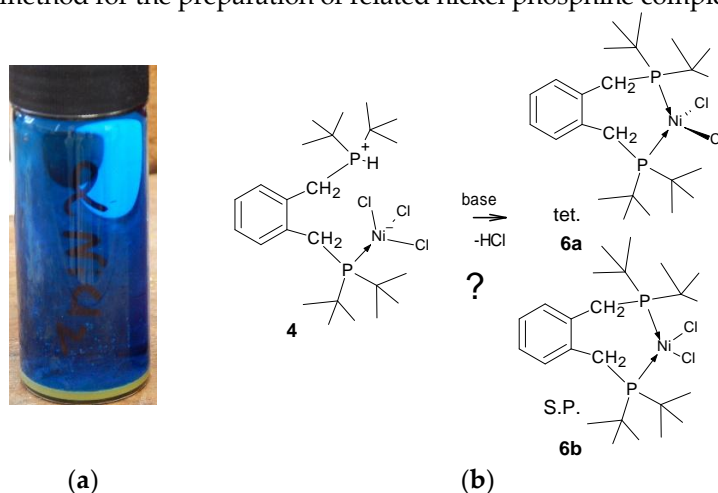 method for the preparation of related nickel phosphine comple
P
+
H
CH2
Cl
Cl
Ni
−
Cl
CH2
P
4
base
-HCl
?
CH2
P
Cl
Ni
CH2
P
tet.
6a
CH2
P
Cl
Ni
Cl
CH2
P
S.P.
6b
(a)
(b)